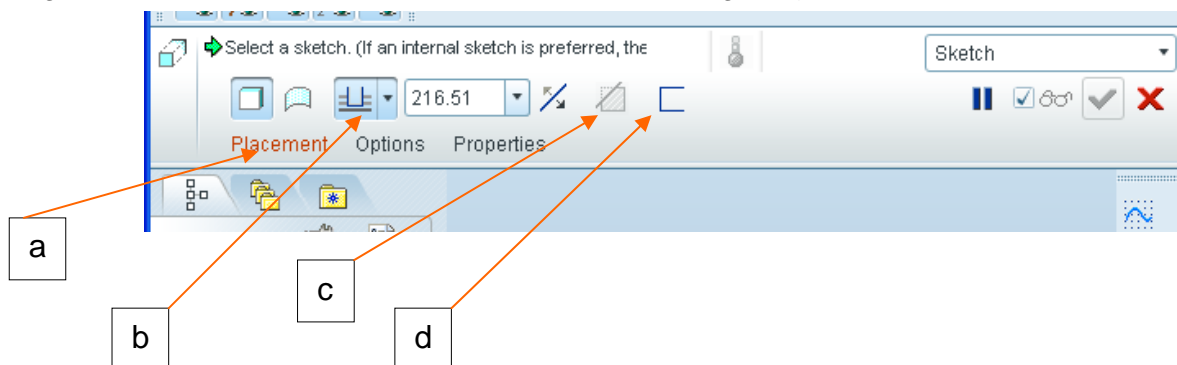 Select a sketch. (If an internal sketch is preferred, the
Sketch
216.51
Placement Options Properties
a
c
b
d